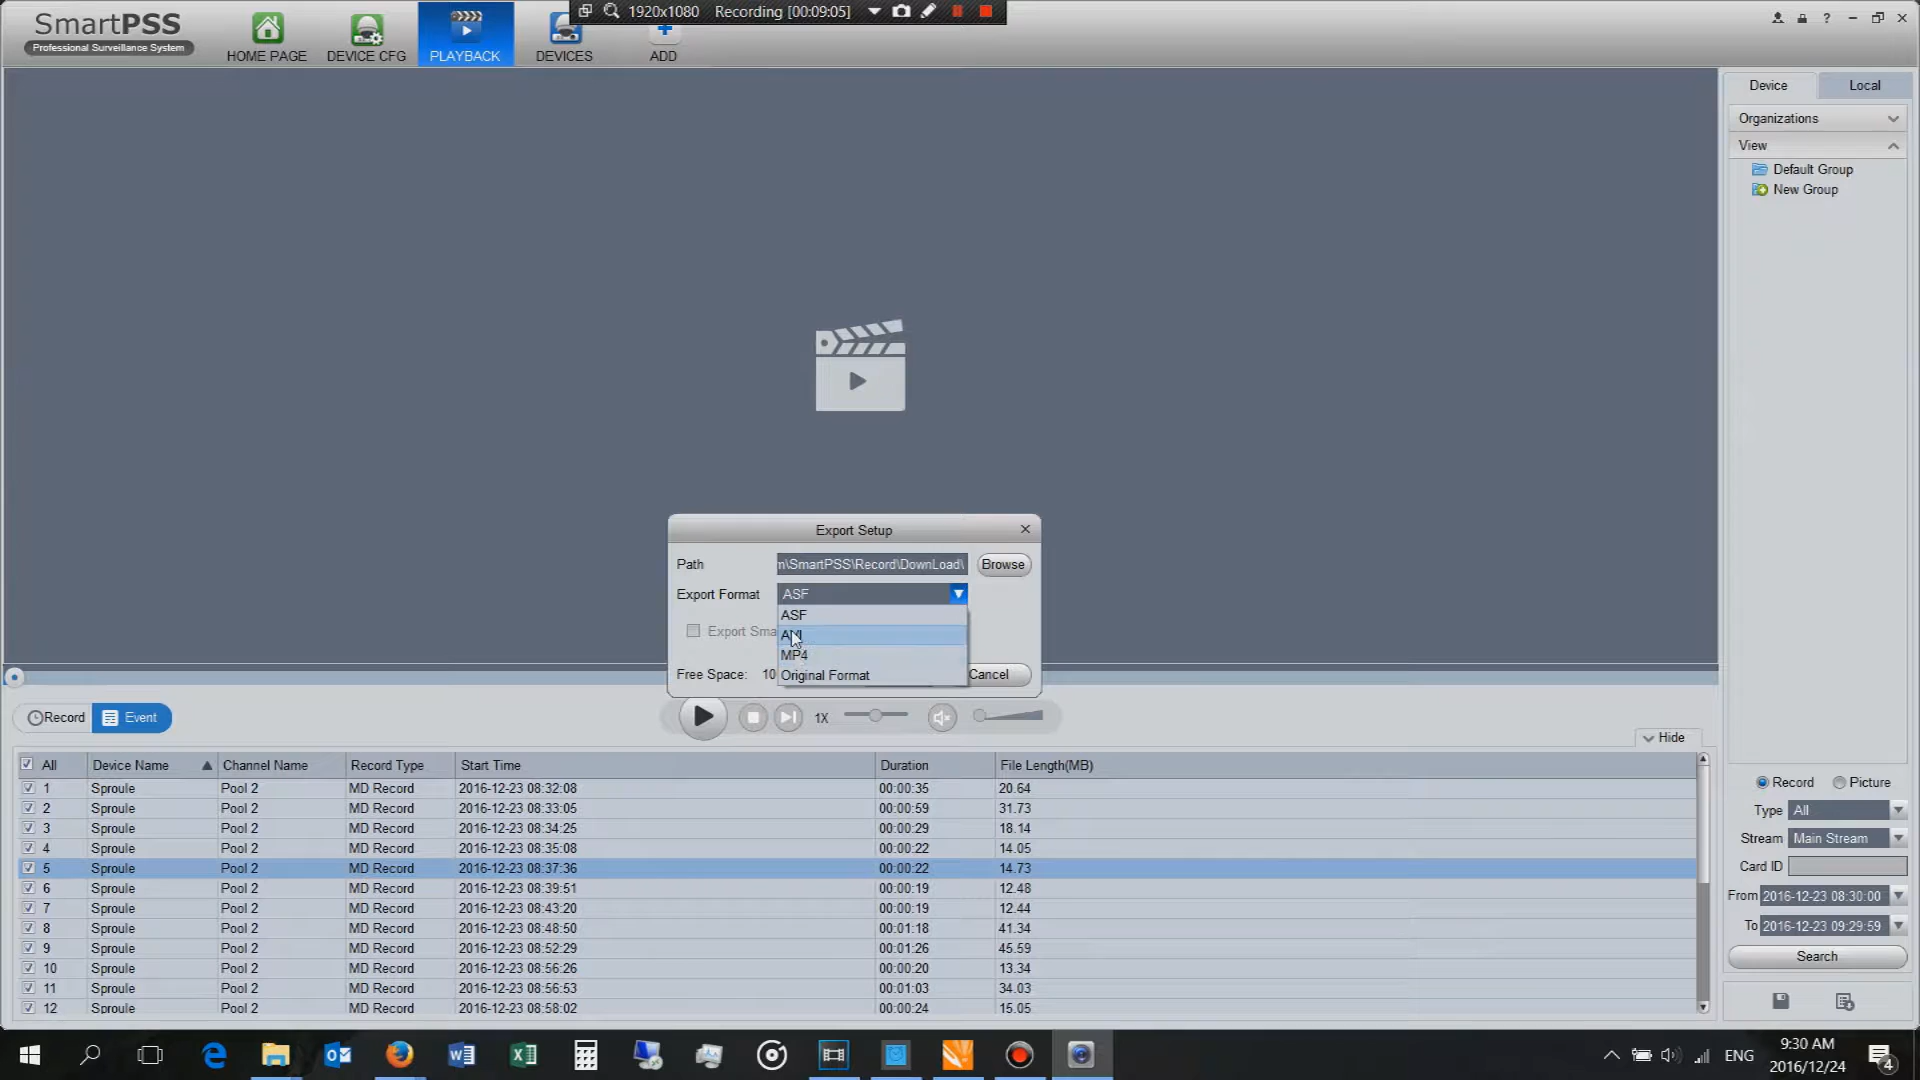 SmartPSS
Professional Surveillance System
HOME PAGE
DEVICE CFG
PLAYBACK
DEVICES
ADD
1920x1080 Recording [00:09:05]
?
Device Local
Organizations
View
Default Group
New Group
Export Setup
Path n\SmartPSS\Record\DownLoad\ Browse
Export Format ASF
ASF
Export Sma
MP4
Free Space: 10 Original Format Cancel
Record Event
1X
Hide
All Device Name Channel Name Record Type Start Time Duration File Length(MB)
1 Sproule Pool 2 MD Record 2016-12-23 08:32:08 00:00:35 20.64
2 Sproule Pool 2 MD Record 2016-12-23 08:33:05 00:00:59 31.73
3 Sproule Pool 2 MD Record 2016-12-23 08:34:25 00:00:29 18.14
4 Sproule Pool 2 MD Record 2016-12-23 08:35:08 00:00:22 14.05
5 Sproule Pool 2 MD Record 2016-12-23 08:37:36 00:00:22 14.73
6 Sproule Pool 2 MD Record 2016-12-23 08:39:51 00:00:19 12.48
7 Sproule Pool 2 MD Record 2016-12-23 08:43:20 00:00:19 12.44
8 Sproule Pool 2 MD Record 2016-12-23 08:48:50 00:01:18 41.34
9 Sproule Pool 2 MD Record 2016-12-23 08:52:29 00:01:26 45.59
10 Sproule Pool 2 MD Record 2016-12-23 08:56:26 00:00:20 13.34
11 Sproule Pool 2 MD Record 2016-12-23 08:56:53 00:01:03 34.03
12 Sproule Pool 2 MD Record 2016-12-23 08:58:02 00:00:24 15.05
Record Picture
Type All
Stream Main Stream
Card ID
From 2016-12-23 08:30:00
To 2016-12-23 09:29:59
Search
ENG
9:30 AM
2016/12/24
4